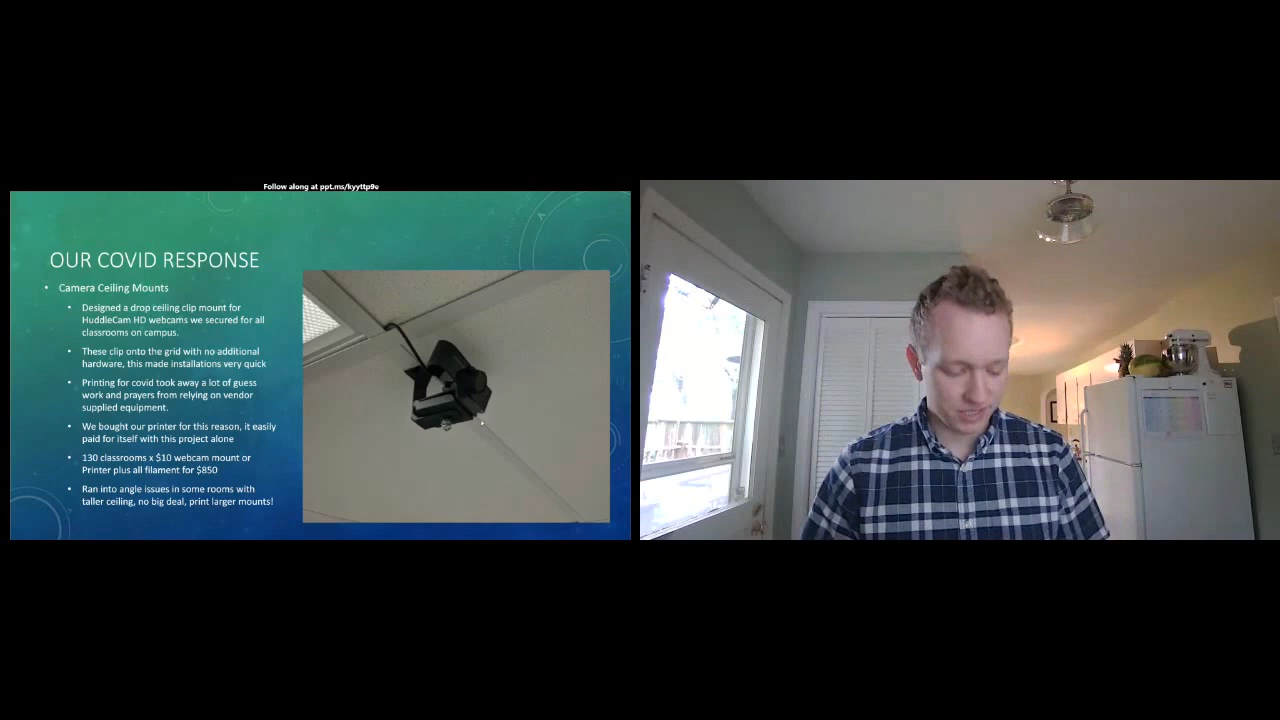 Follow along at ppt.ms/kyyttp9e
OUR COVID RESPONSE
• Camera Ceiling Mounts
• Designed a drop ceiling clip mount for
HuddleCam HD webcams we secured for all
classrooms on campus.
• These clip onto the grid with no additional
hardware, this made installations very quick
• Printing for covid took away a lot of guess
work and prayers from relying on vendor
supplied equipment.
• We bought our printer for this reason, it easily
paid for itself with this project alone
• 130 classrooms x $10 webcam mount or
Printer plus all filament for $850
• Ran into angle issues in some rooms with
taller ceiling, no big deal, print larger mounts!